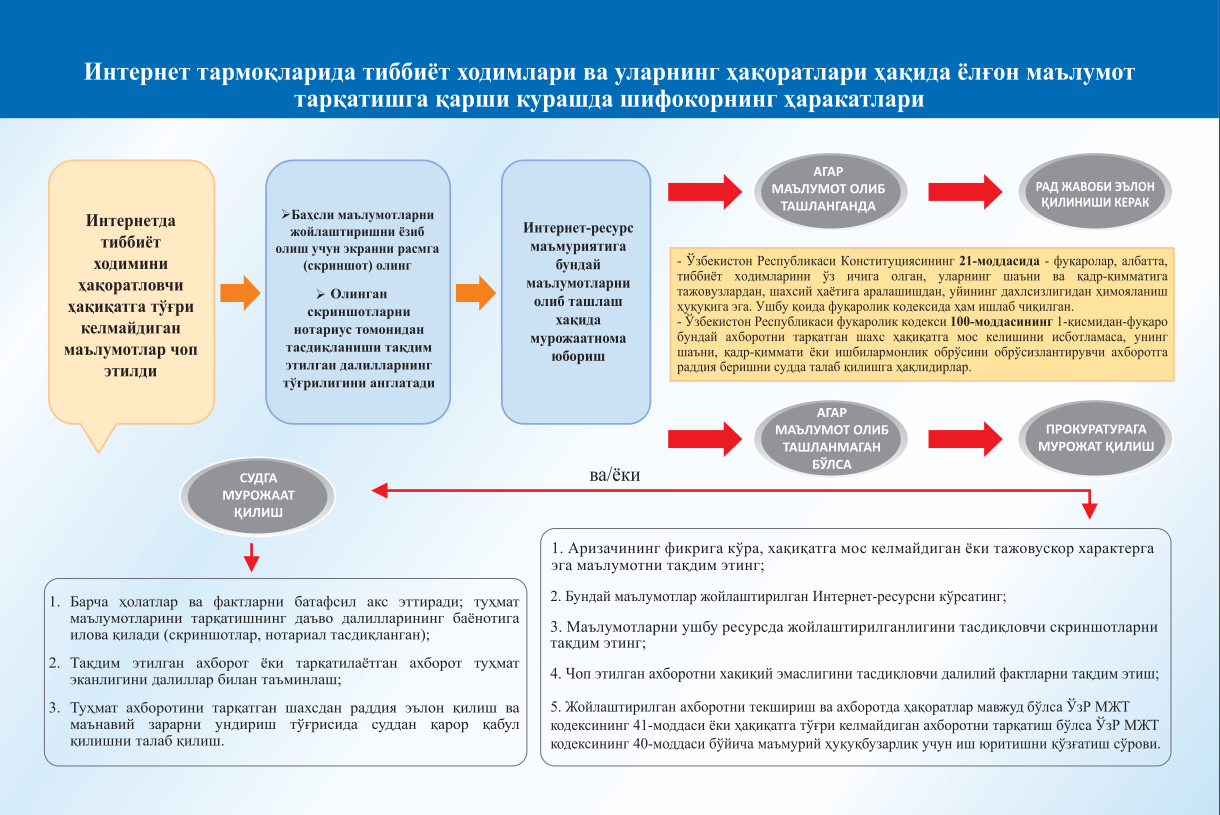 Интернет тармоқларида тиббиёт ходимлари ва уларнинг ҳақоратлари ҳақида ёлғон маълумот
тарқатишга қарши курашда шифокорнинг ҳаракатлари
Интернетда
тиббиёт
ходимини
ҳақоратловчи
ҳақиқатга тўғри
келмайдиган
маълумотлар чоп
этилди
➢Баҳсли маълумотларни
жойлаштиришни ёзиб
олиш учун экранни расмга
(скриншот) олинг
➢ Олинган
скриншотларни
нотариус томонидан
тасдиқланиши тақдим
этилган далилларнинг
тўғрилигини англатади
Интернет-ресурс
маъмуриятига
бундай
маълумотларни
олиб ташлаш
ҳақида
мурожаатнома
юбориш
АГАР
МАЪЛУМОТ ОЛИБ
ТАШЛАНГАНДА
РАД ЖАВОБИ ЭЪЛОН
ҚИЛИНИШИ КЕРАК
- Ўзбекистон Республикаси Конституциясининг 21-моддасида - фуқаролар, албатта,
тиббиёт ходимларини ўз ичига олган, уларнинг шаъни ва қадр-қимматига
тажовузлардан, шахсий ҳаётига аралашишдан, уйининг дахлсизлигидан ҳимояланиш
ҳуқуқига эга. Ушбу қоида фуқаролик кодексида ҳам ишлаб чиқилган.
- Ўзбекистон Республикаси фуқаролик кодекси 100-моддасининг 1-қисмидан-фуқаро
бундай ахборотни тарқатган шахс ҳақиқатга мос келишини исботламаса, унинг
шаъни, қадр-қиммати ёки ишбилармонлик обрўсини обрўсизлантирувчи ахборотга
раддия беришни судда талаб қилишга ҳақлидирлар.
АГАР
МАЪЛУМОТ ОЛИБ
ТАШЛАНМАГАН
БЎЛСА
ПРОКУРАТУРАГА
МУРОЖАТ ҚИЛИШ
ва/ёки
СУДГА
МУРОЖААТ
ҚИЛИШ
1. Барча ҳолатлар ва фактларни батафсил акс эттиради; туҳмат
маълумотларини тарқатишнинг даъво далилларининг баёнотига
илова қилади (скриншотлар, нотариал тасдиқланган);
2. Тақдим этилган ахборот ёки тарқатилаётган ахборот туҳмат
эканлигини далиллар билан таъминлаш;
3. Туҳмат ахборотини тарқатган шахсдан раддия эълон қилиш ва
маънавий зарарни ундириш тўғрисида суддан қарор қабул
қилишни талаб қилиш.
1. Аризачининг фикрига кўра, хақиқатга мос келмайдиган ёки тажовускор характерга
эга маълумотни тақдим этинг;
2. Бундай маълумотлар жойлаштирилган Интернет-ресурсни кўрсатинг;
3. Маълумотларни ушбу ресурсда жойлаштирилганлигини тасдиқловчи скриншотларни
тақдим этинг;
4. Чоп этилган ахборотни хақиқий эмаслигини тасдиқловчи далилий фактларни тақдим этиш;
5. Жойлаштирилган ахборотни текшириш ва ахборотда ҳақоратлар мавжуд бўлса ЎзР МЖТ
кодексининг 41-моддаси ёки ҳақиқатга тўғри келмайдиган ахборотни тарқатиш бўлса ЎзР МЖТ
кодексининг 40-моддаси бўйича маъмурий ҳуқуқбузарлик учун иш юритишни қўзғатиш сўрови.